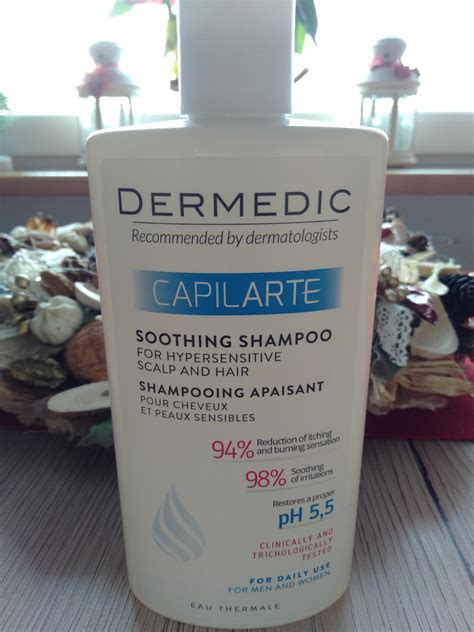 DERMEDIC
Recommended by dermatologists
CAPILARTE
SOOTHING SHAMPOO
FOR HYPERSENSITIVE
SCALP AND HAIR
SHAMPOOING APAISANT
POUR CHEVEUX
ET PEAUX SENSIBLES
94% Reduction of itching
and burning sensation
98% Soothing
of irritations
Restores a proper
pH 5,5
CLINICALLY AND
TRICHOLOGICALLY
TESTED
FOR DAILY USE
FOR MEN AND WOMEN
EAU THERMALE